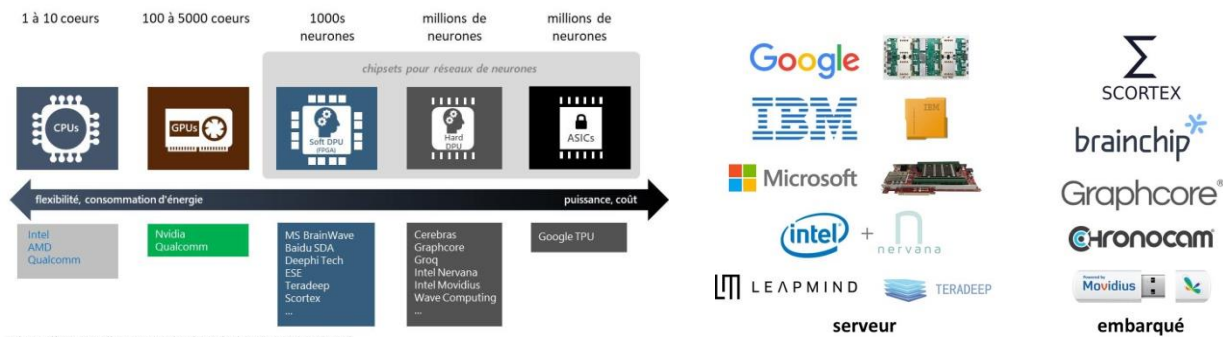 1 à 10 coeurs
100 à 5000 coeurs
1000s
neurones
millions de
neurones
millions de
neurones
chipsets pour réseaux de neurones
CPUs
GPUs
Soft DPU
(FPGA)
Hard
DPU
ASICs
flexibilité, consommation d'énergie
puissance, coût
Intel
AMD
Qualcomm
Nvidia
Qualcomm
MS BrainWave
Baidu SDA
Deephi Tech
ESE
Teradeep
Scortex
...
Cerebras
Graphcore
Groq
Intel Nervana
Intel Movidius
Wave Computing
...
Google TPU
Google
IBM
IBM
Microsoft
intel
+
nervana
LEAPMIND
TERADEEP
serveur
SCORTEX
brainchip
Graphcore®
CHRONOCAM
Powered by
Movidius
embarqué